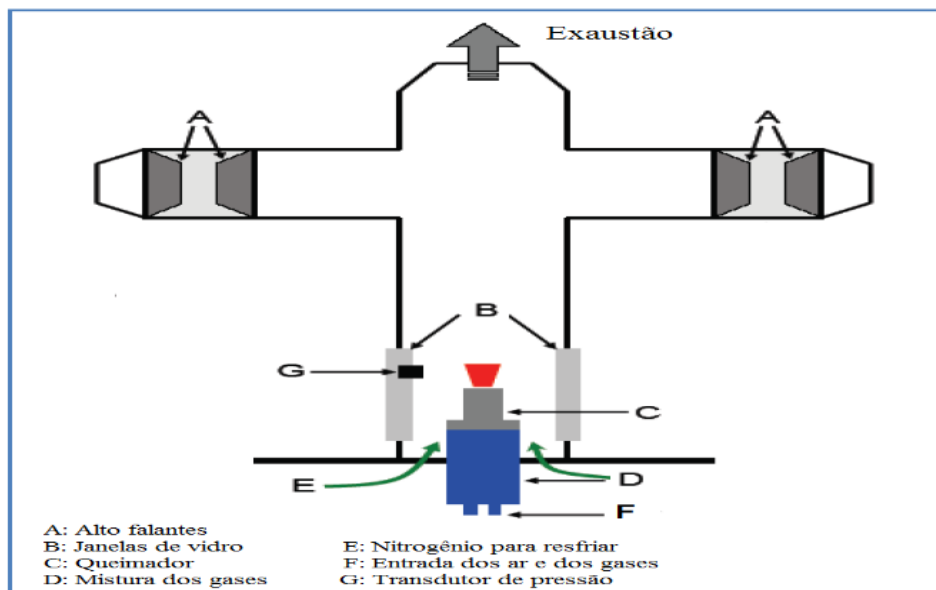 Exaustão
A
A
B
G
C
E
D
F
A: Alto falantes
B: Janelas de vidro
C: Queimador
D: Mistura dos gases
E: Nitrogênio para resfriar
F: Entrada dos ar e dos gases
G: Transdutor de pressão